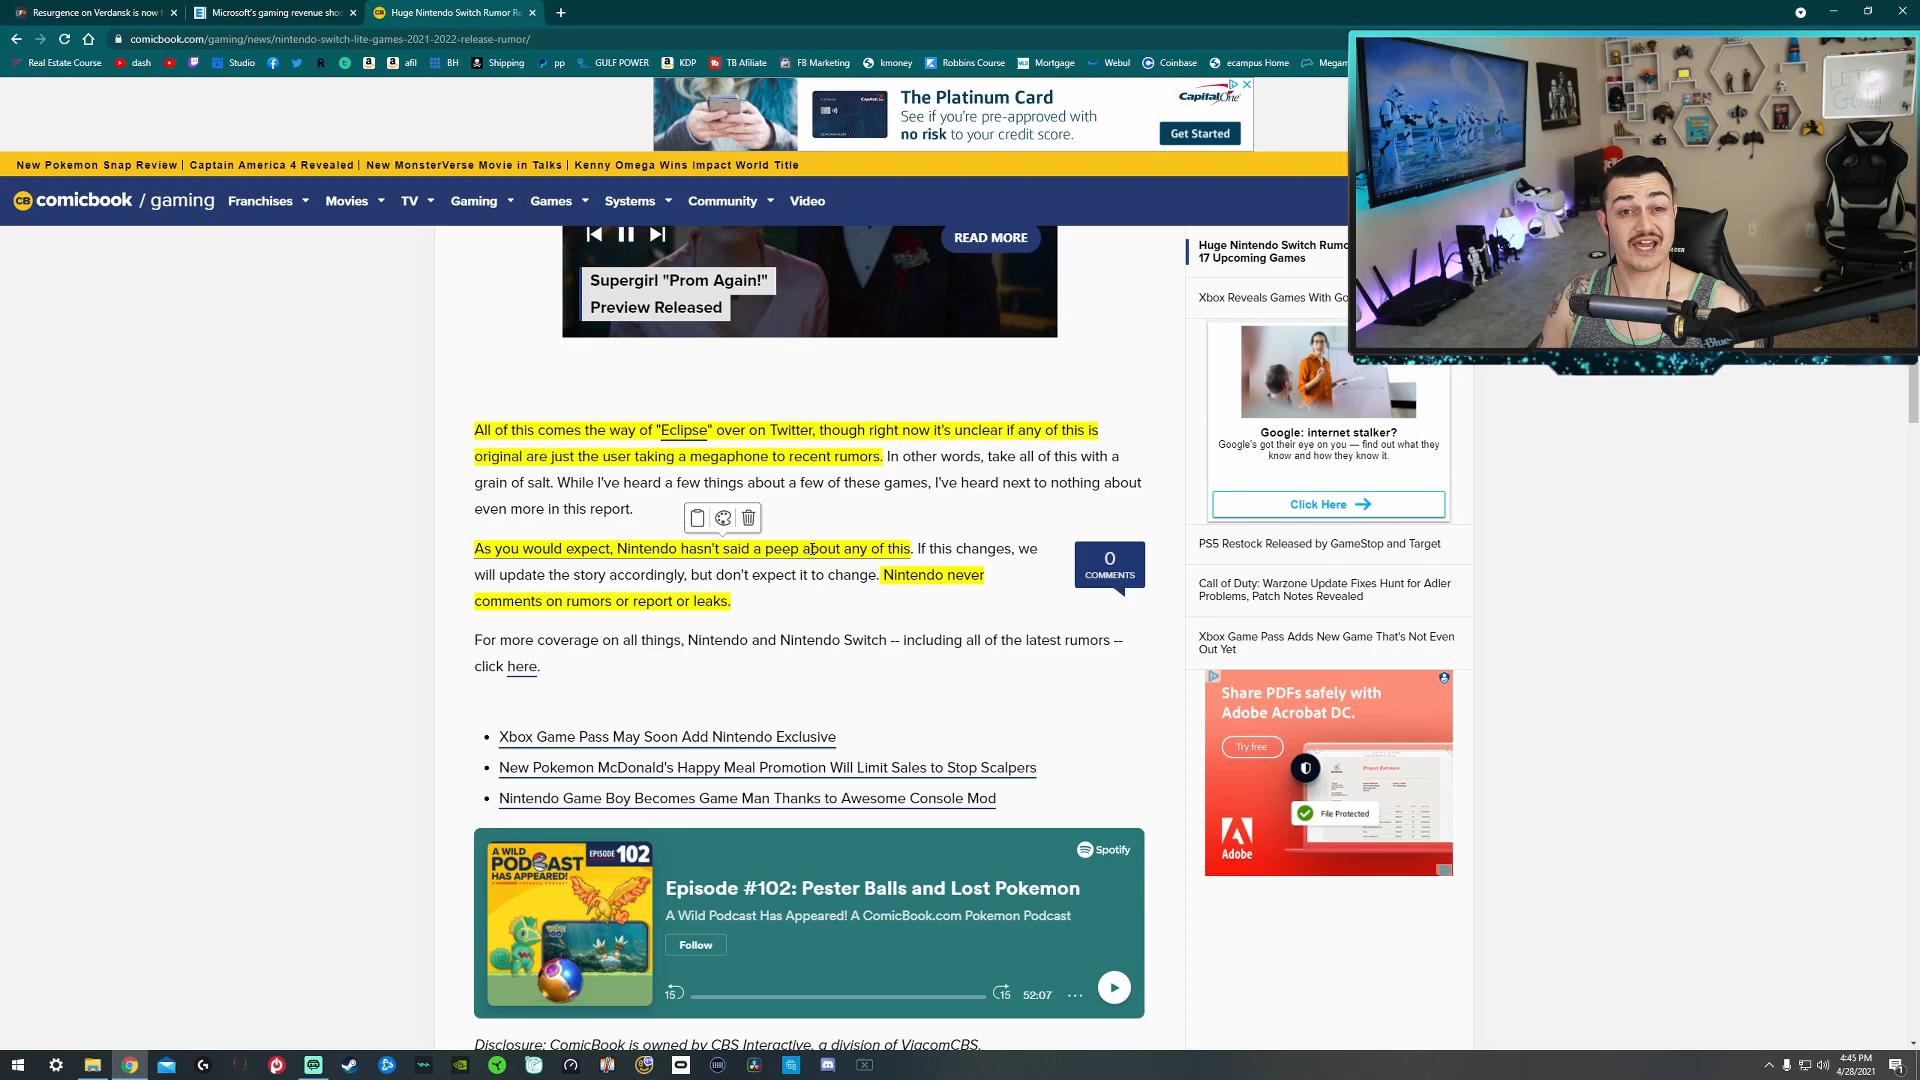 Resurgence on Verdansk is now
Microsoft's gaming revenue sho
Huge Nintendo Switch Rumor Re
comicbook.com/gaming/news/nintendo-switch-lite-games-2021-2022-release-rumor/
Real Estate Course dash Studio afil BH Shipping pp GULF POWER KDP TB Afiliate FB Marketing kmoney Robbins Course Mortgage Webul Coinbase ecampus Home Megam
The Platinum Card
See if you're pre-approved with
no risk to your credit score.
CapitalOne
Get Started
New Pokemon Snap Review | Captain America 4 Revealed | New MonsterVerse Movie in Talks | Kenny Omega Wins Impact World Title
CB comicbook / gaming Franchises Movies TV Gaming Games Systems Community Video
READ MORE
Supergirl "Prom Again!"
Preview Released
All of this comes the way of "Eclipse" over on Twitter, though right now it's unclear if any of this is
original are just the user taking a megaphone to recent rumors. In other words, take all of this with a
grain of salt. While I've heard a few things about a few of these games, I've heard next to nothing about
even more in this report.
As you would expect, Nintendo hasn't said a peep about any of this. If this changes, we
will update the story accordingly, but don't expect it to change. Nintendo never
comments on rumors or report or leaks.
0
COMMENTS
For more coverage on all things, Nintendo and Nintendo Switch -- including all of the latest rumors --
click here.
Xbox Game Pass May Soon Add Nintendo Exclusive
New Pokemon McDonald's Happy Meal Promotion Will Limit Sales to Stop Scalpers
Nintendo Game Boy Becomes Game Man Thanks to Awesome Console Mod
A WILD
PODCAST
HAS APPEARED!
EPISODE 102
Spotify
Episode #102: Pester Balls and Lost Pokemon
A Wild Podcast Has Appeared! A ComicBook.com Pokemon Podcast
Follow
15
15
52:07
Disclosure: ComicBook is owned by CBS Interactive, a division of ViacomCBS.
Huge Nintendo Switch Rumo
17 Upcoming Games
Xbox Reveals Games With Go
Google: internet stalker?
Google's got their eye on you — find out what they
know and how they know it.
Click Here
PS5 Restock Released by GameStop and Target
Call of Duty: Warzone Update Fixes Hunt for Adler
Problems, Patch Notes Revealed
Xbox Game Pass Adds New Game That's Not Even
Out Yet
Share PDFs safely with
Adobe Acrobat DC.
Try free
Project Estimate
File Protected
Adobe
LETS
GO!!!
Blue
4:45 PM
4/28/2021